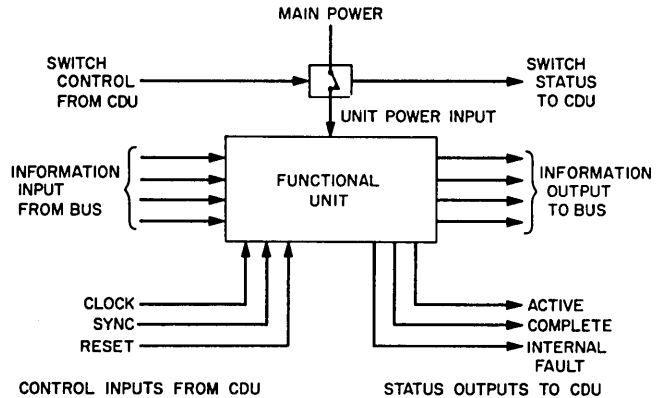 MAIN POWER
SWITCH
CONTROL
FROM CDU
SWITCH
STATUS
TO CDU
UNIT POWER INPUT
INFORMATION
INPUT
FROM BUS
FUNCTIONAL
UNIT
INFORMATION
OUTPUT
TO BUS
CLOCK
SYNC
RESET
ACTIVE
COMPLETE
INTERNAL
FAULT
CONTROL INPUTS FROM CDU
STATUS OUTPUTS TO CDU